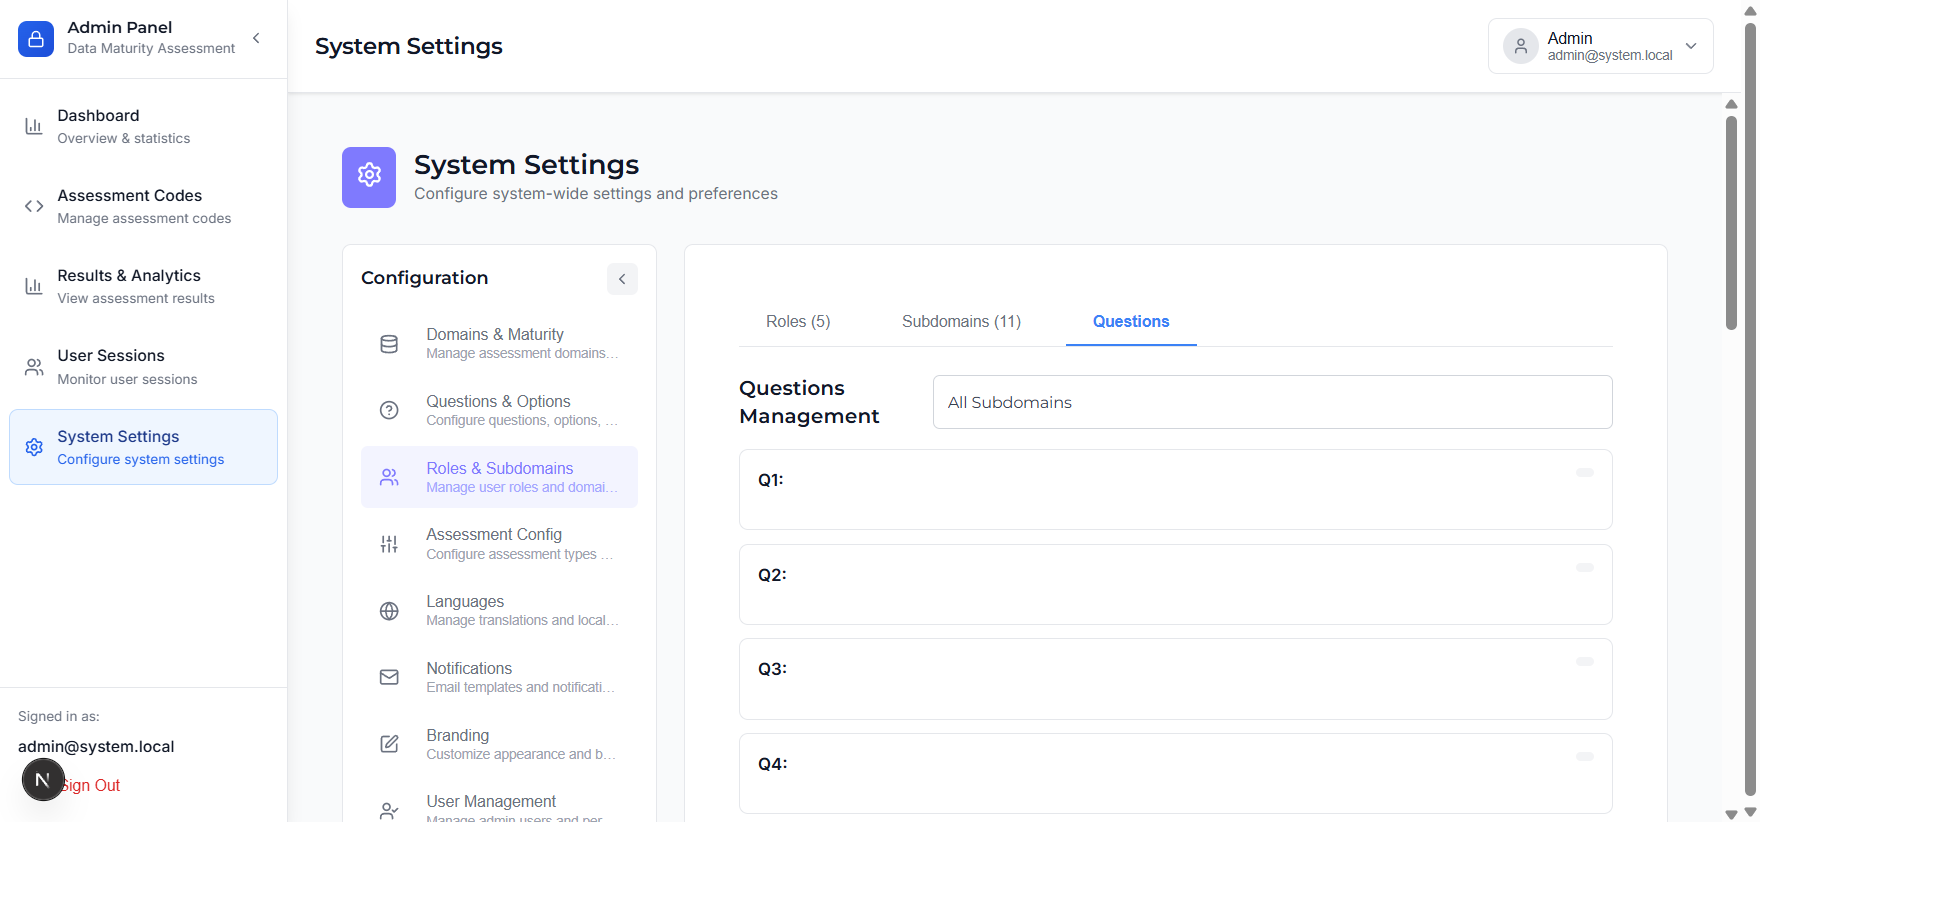 Admin Panel
Data Maturity Assessment
Dashboard
Overview & statistics
Assessment Codes
Manage assessment codes
Results & Analytics
View assessment results
User Sessions
Monitor user sessions
System Settings
Configure system settings
Signed in as:
admin@system.local
N
Sign Out
System Settings
Admin
admin@system.local
System Settings
Configure system-wide settings and preferences
Configuration
Domains & Maturity
Manage assessment domains...
Questions & Options
Configure questions, options, ...
Roles & Subdomains
Manage user roles and domai...
Assessment Config
Configure assessment types ...
Languages
Manage translations and local...
Notifications
Email templates and notificati...
Branding
Customize appearance and b...
User Management
Manage admin users and per
Roles (5)
Subdomains (11)
Questions
Questions
Management
All Subdomains
Q1:
Q2:
Q3:
Q4: